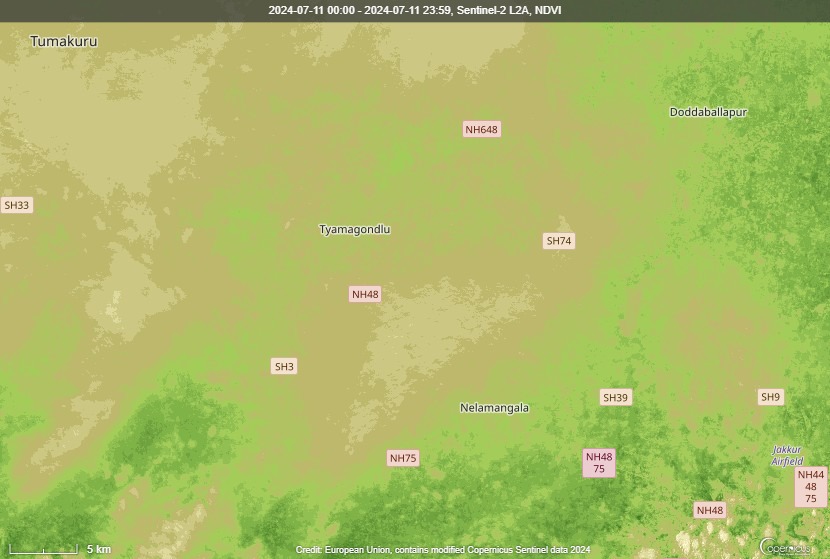 2024-07-11 00:00 - 2024-07-11 23:59, Sentinel-2 L2A, NDVI
Tumakuru
Doddaballapur
NH648
SH33
Tyamagondlu
SH74
NH48
SH3
SH39
SH9
Nelamangala
NH75
NH48
75
Jakkur
Airfield
NH44
48
75
NH48
5 km
Credit: European Union, contains modified Copernicus Sentinel data 2024
Copernicus